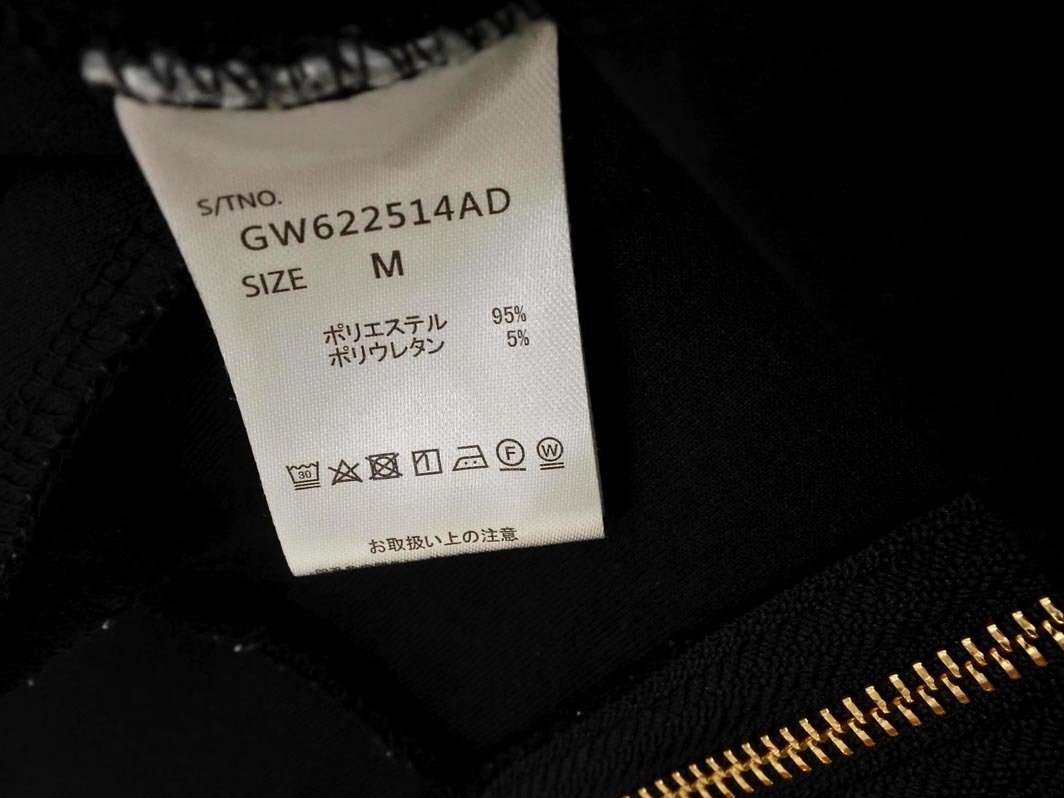 S/TNO.
GW622514AD
SIZE M
ポリエステル 95%
ポリウレタン 5%
30 F W
お取扱い上の注意